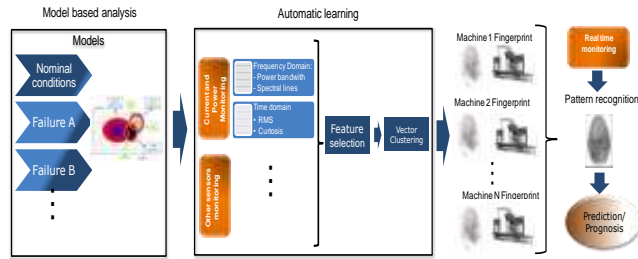 Model based analysis
Models
Nominal
conditions
Failure A
Failure B
Automatic learning
Current and
Power
Monitoring
Frequency Domain:
- Power bandwith
- Spectral lines
Time domain
• RMS
• Curtosis
Other sensors
monitoring
Feature
selection
Vector
Clustering
Machine 1 Fingerprint
Machine 2 Fingerprint
Machine N Fingerprint
Real time
monitoring
Pattern recognition
Prediction/
Prognosis